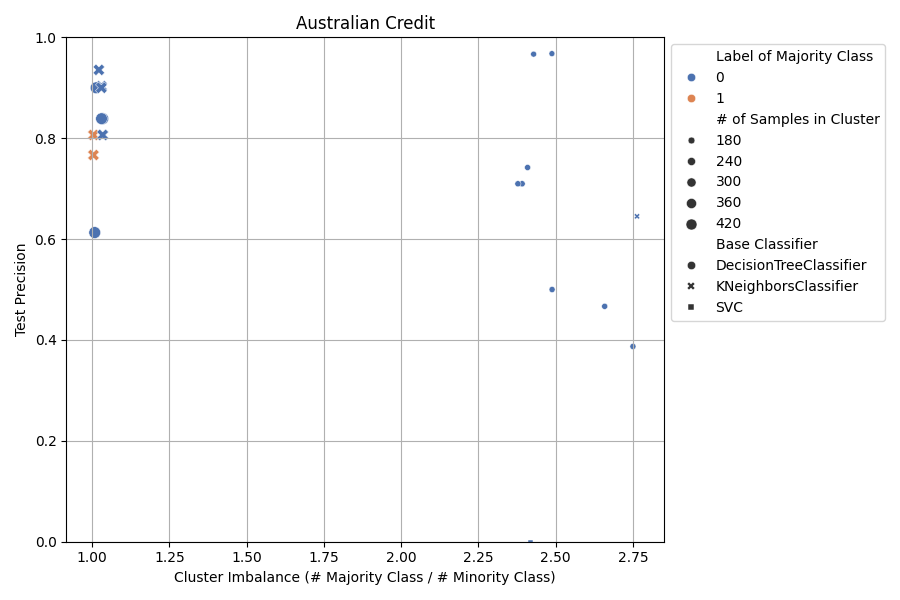 Australian Credit
1.0
0.8
0.6
0.4
0.2
0.0
Test Precision
1.00
1.25
1.50
1.75
2.00
2.25
2.50
2.75
Cluster Imbalance (# Majority Class / # Minority Class)
Label of Majority Class
0
1
# of Samples in Cluster
180
240
300
360
420
Base Classifier
DecisionTreeClassifier
KNeighborsClassifier
SVC